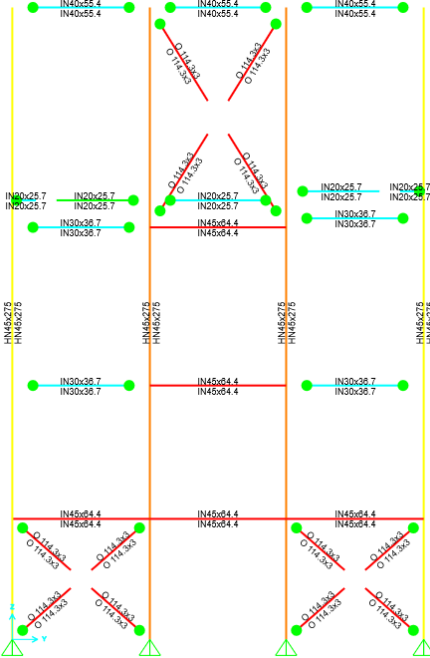 IN40x55.4 IN40x55.4 IN40x55.4
IN40x55.4 IN40x55.4 IN40x55.4
O 114.3x3 O 114.3x3
O 114.3x3 O 114.3x3
O 114.3x3 O 114.3x3
O 114.3x3 O 114.3x3
IN20x25.7 IN20x25.7 IN20x25.7 IN20x25.7 IN20x25.7
IN20x25.7 IN20x25.7 IN20x25.7 IN20x25.7 IN20x25.7
IN30x36.7 IN45x64.4 IN30x36.7
IN30x36.7 IN45x64.4 IN30x36.7
HN45x275 HN45x275 HN45x275 HN45x275
HN45x275 HN45x275 HN45x275 HN45x275
IN30x36.7 IN45x64.4 IN30x36.7
IN30x36.7 IN45x64.4 IN30x36.7
IN45x64.4 IN45x64.4 IN45x64.4
IN45x64.4 IN45x64.4 IN45x64.4
O 114.3x3 O 114.3x3 O 114.3x3 O 114.3x3
O 114.3x3 O 114.3x3 O 114.3x3 O 114.3x3
O 114.3x3 O 114.3x3 O 114.3x3 O 114.3x3
O 114.3x3 O 114.3x3 O 114.3x3 O 114.3x3
Z
Y